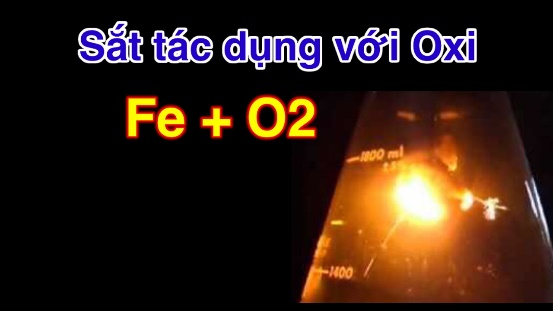 Sắt tác dụng với Oxi
Fe + O2
1800 ml
1400